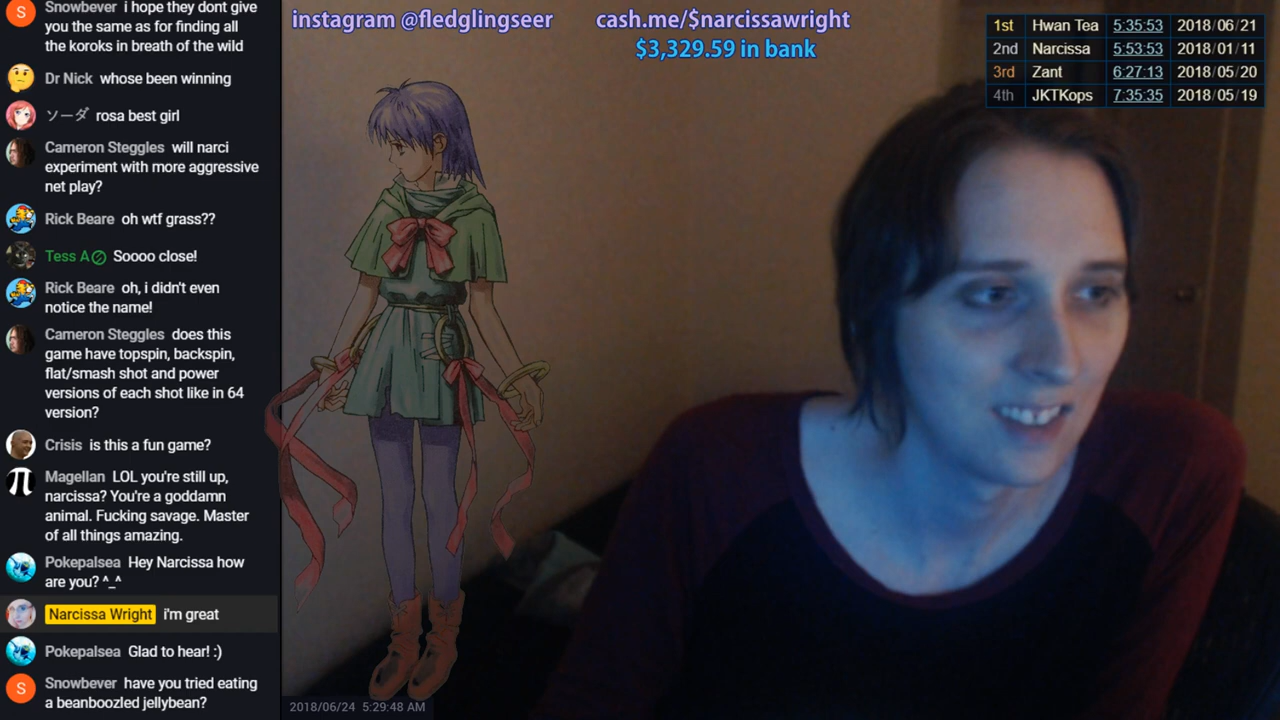 Snowbever i hope they dont give
you the same as for finding all
the koroks in breath of the wild
Dr Nick whose been winning
ソーダ rosa best girl
Cameron Steggles will narci
experiment with more aggressive
net play?
Rick Beare oh wtf grass??
Tess A Soooo close!
Rick Beare oh, i didn't even
notice the name!
Cameron Steggles does this
game have topspin, backspin,
flat/smash shot and power
versions of each shot like in 64
version?
Crisis is this a fun game?
Magellan LOL you're still up,
narcissa? You're a goddamn
animal. Fucking savage. Master
of all things amazing.
Pokepalsea Hey Narcissa how
are you? ^_^
Narcissa Wright i'm great
Pokepalsea Glad to hear! :)
Snowbever have you tried eating
a beanboozled jellybean?
S
S
instagram @fledglingseer
cash.me/$narcissawright
$3,329.59 in bank
1st Hwan Tea 5:35:53 2018/06/21
2nd Narcissa 5:53:53 2018/01/11
3rd Zant 6:27:13 2018/05/20
4th JKTKops 7:35:35 2018/05/19
2018/06/24 5:29:48 AM